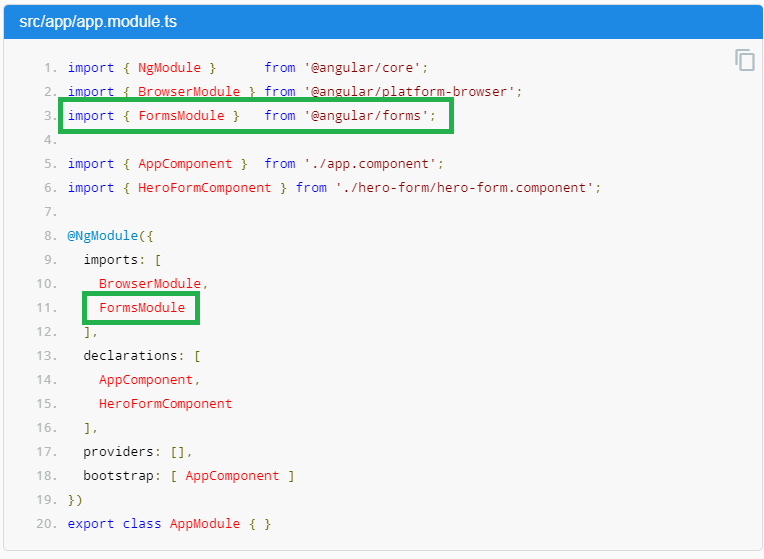 src/app/app.module.ts
1. import { NgModule }      from '@angular/core';
2. import { BrowserModule } from '@angular/platform-browser';
3. import { FormsModule }   from '@angular/forms';
4.
5. import { AppComponent }  from './app.component';
6. import { HeroFormComponent } from './hero-form/hero-form.component';
7.
8. @NgModule({
9.   imports: [
10.     BrowserModule,
11.     FormsModule
12.   ],
13.   declarations: [
14.     AppComponent,
15.     HeroFormComponent
16.   ],
17.   providers: [],
18.   bootstrap: [ AppComponent ]
19. })
20. export class AppModule { }